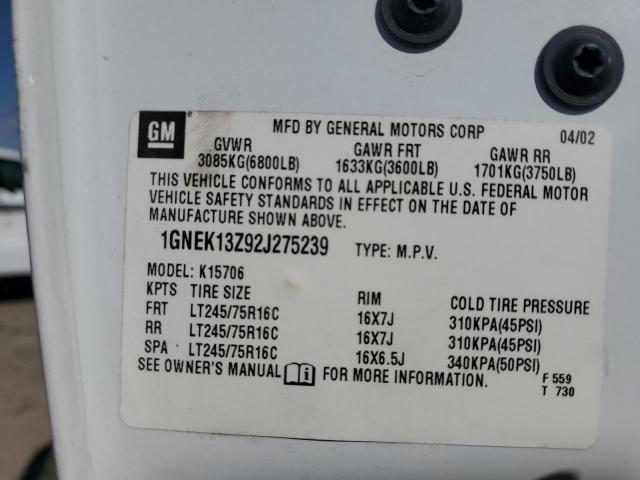 GM
MFD BY GENERAL MOTORS CORP 04/02
GVWR GAWR FRT GAWR RR
3085KG(6800LB) 1633KG(3600LB) 1701KG(3750LB)
THIS VEHICLE CONFORMS TO ALL APPLICABLE U.S. FEDERAL MOTOR
VEHICLE SAFETY STANDARDS IN EFFECT ON THE DATE OF
MANUFACTURE SHOWN ABOVE.
1GNEK13Z92J275239 TYPE: M.P.V.
MODEL: K15706
KPTS TIRE SIZE RIM COLD TIRE PRESSURE
FRT LT245/75R16C 16X7J 310KPA(45PSI)
RR LT245/75R16C 16X7J 310KPA(45PSI)
SPA LT245/75R16C 16X6.5J 340KPA(50PSI)
SEE OWNER'S MANUAL FOR MORE INFORMATION.
F 559
T 730